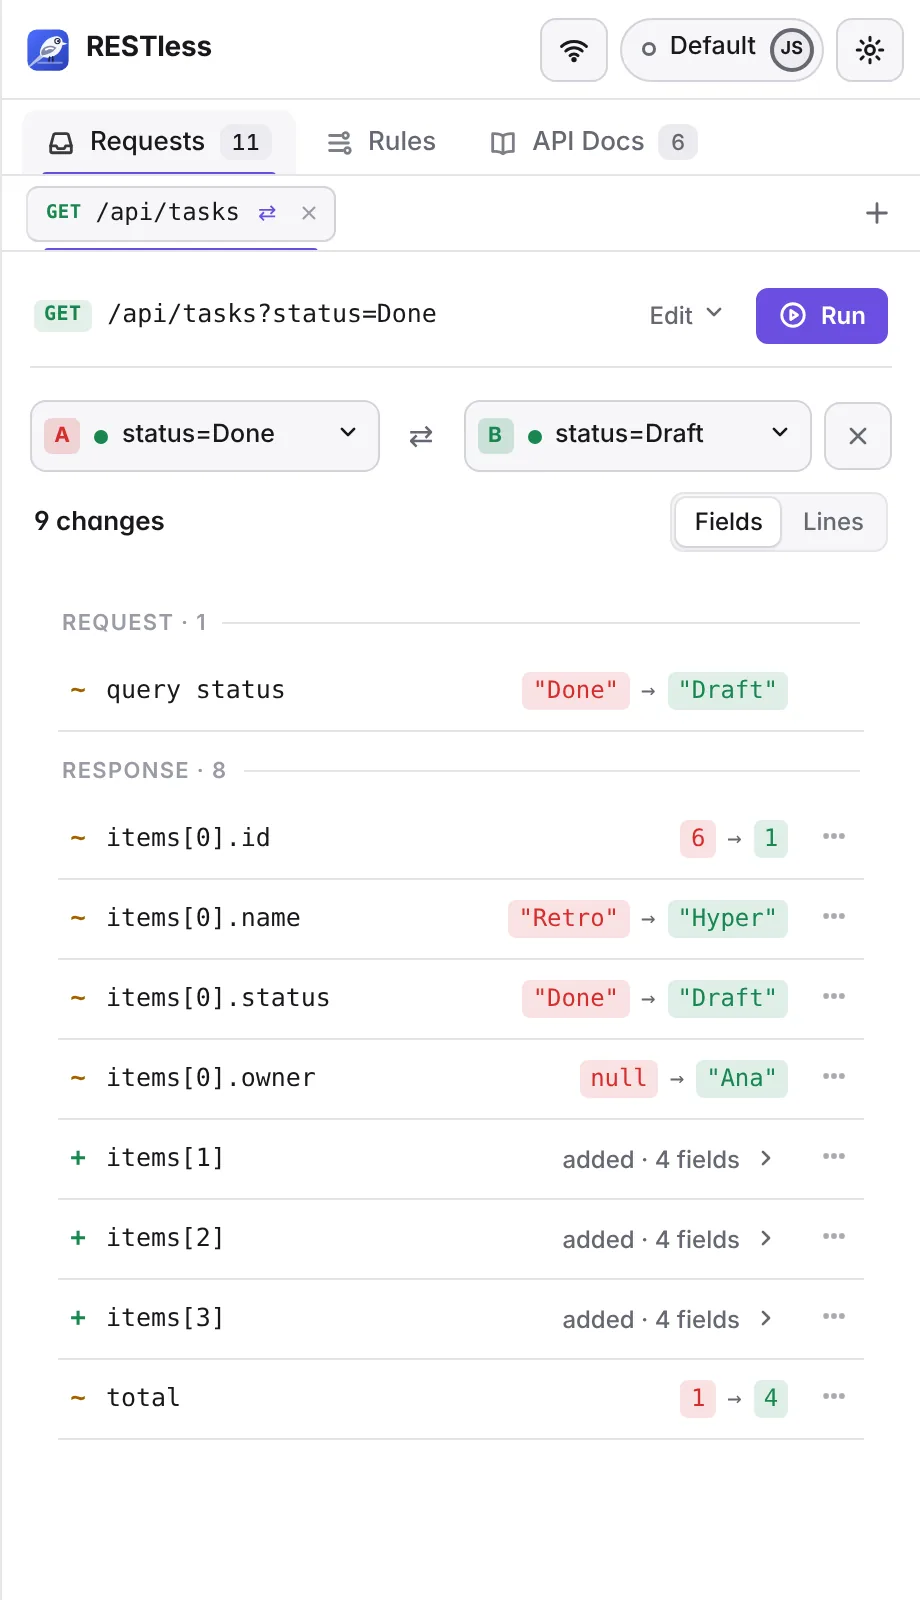 RESTless
Default JS
Requests 11 Rules API Docs 6
GET /api/tasks ⇄ ×
+
GET /api/tasks?status=Done Edit Run
A status=Done ⇄ B status=Draft ×
9 changes Fields Lines
REQUEST · 1
~ query status "Done" → "Draft"
RESPONSE · 8
~ items[0].id 6 → 1 •••
~ items[0].name "Retro" → "Hyper" •••
~ items[0].status "Done" → "Draft" •••
~ items[0].owner null → "Ana" •••
+ items[1] added · 4 fields > •••
+ items[2] added · 4 fields > •••
+ items[3] added · 4 fields > •••
~ total 1 → 4 •••